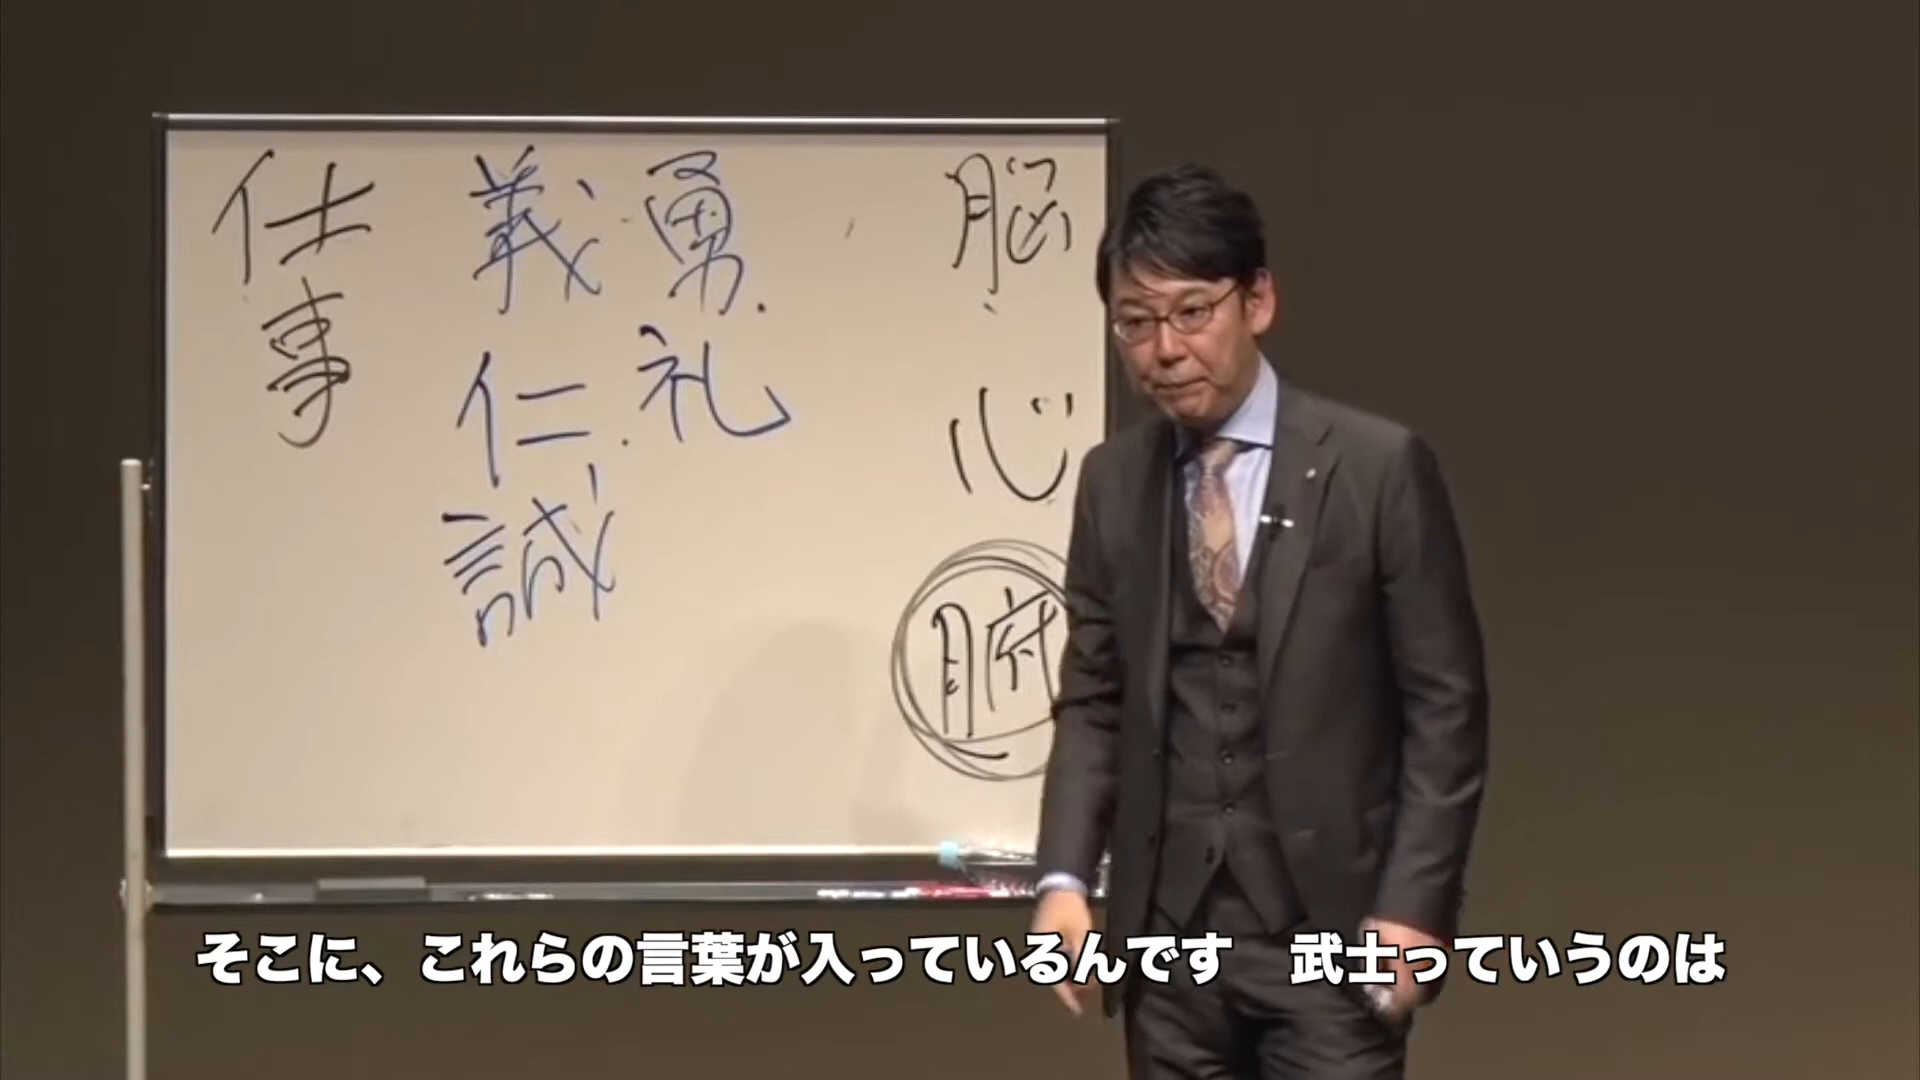 脳
心
腑
勇
礼
義
仁
誠
仕事
そこに、これらの言葉が入っているんです　武士っていうのは